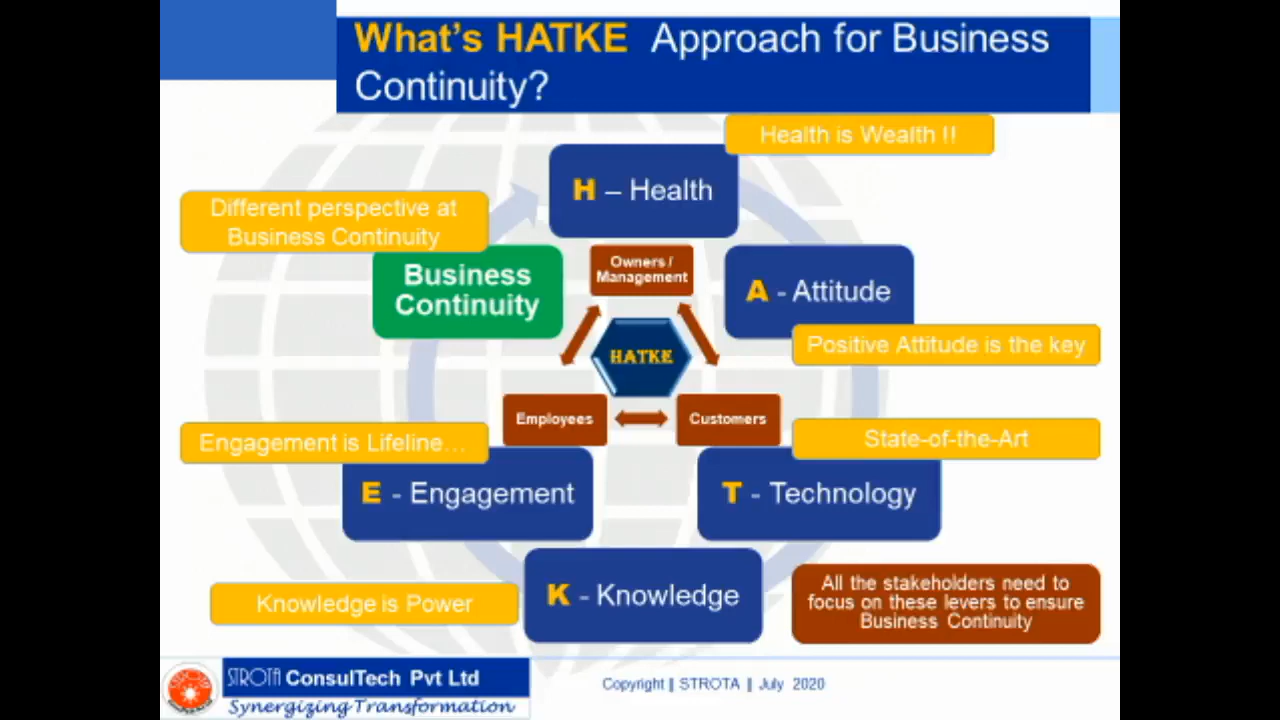 What's HATKE Approach for Business
Continuity?
Health is Wealth !!
H – Health
Different perspective at
Business Continuity
Business
Continuity
Owners /
Management
A - Attitude
Positive Attitude is the key
HATKE
Employees
Customers
Engagement is Lifeline...
State-of-the-Art
E - Engagement
T - Technology
Knowledge is Power
K - Knowledge
All the stakeholders need to
focus on these levers to ensure
Business Continuity
STROTA ConsulTech Pvt Ltd
Synergizing Transformation
Copyright || STROTA || July 2020